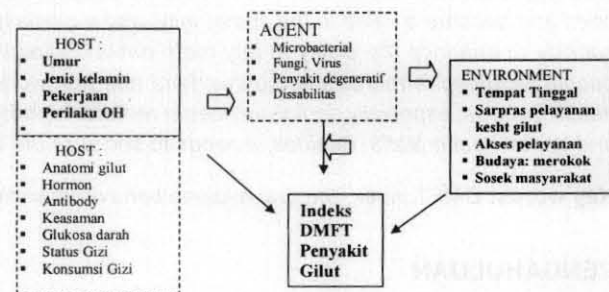 HOST :
Umur
Jenis kelamin
Pekerjaan
Perilaku OH
HOST :
Anatomi gilut
Hormon
Antibody
Keasaman
Glukosa darah
Status Gizi
Konsumsi Gizi
AGENT
Microbacterial
Fungi, Virus
Penyakit degeneratif
Dissabilitas
ENVIRONMENT
Tempat Tinggal
Sarpras pelayanan
kesht gilut
Akses pelayanan
Budaya: merokok
Sosek masyarakat
Indeks
DMFT
Penyakit
Gilut